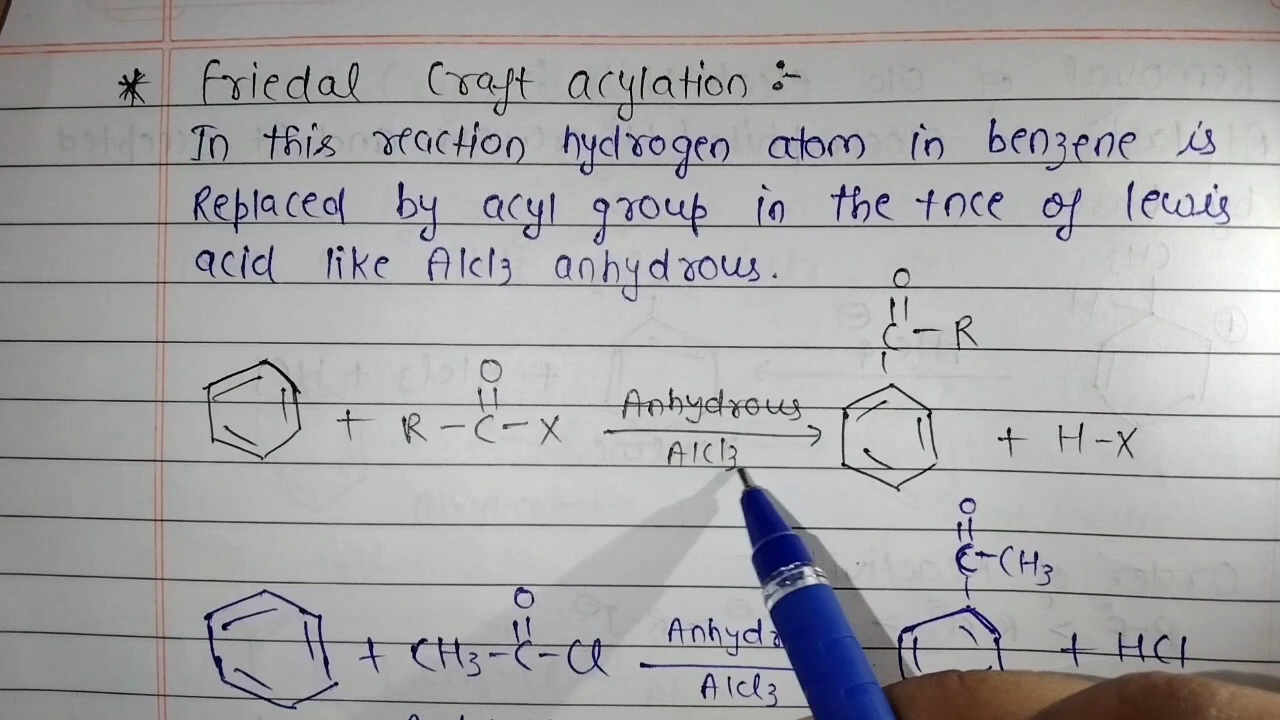 * Friedal Craft acylation :-
In this reaction hydrogen atom in benzene is
Replaced by acyl group in the tnce of lewis
acid like AlCl3 anhydrous.
O
C-R
O
+ R-C-X Anhydrous AlCl3 + H-X
O
C-CH3
O
+ CH3-C-Cl AlCl3 + HCl